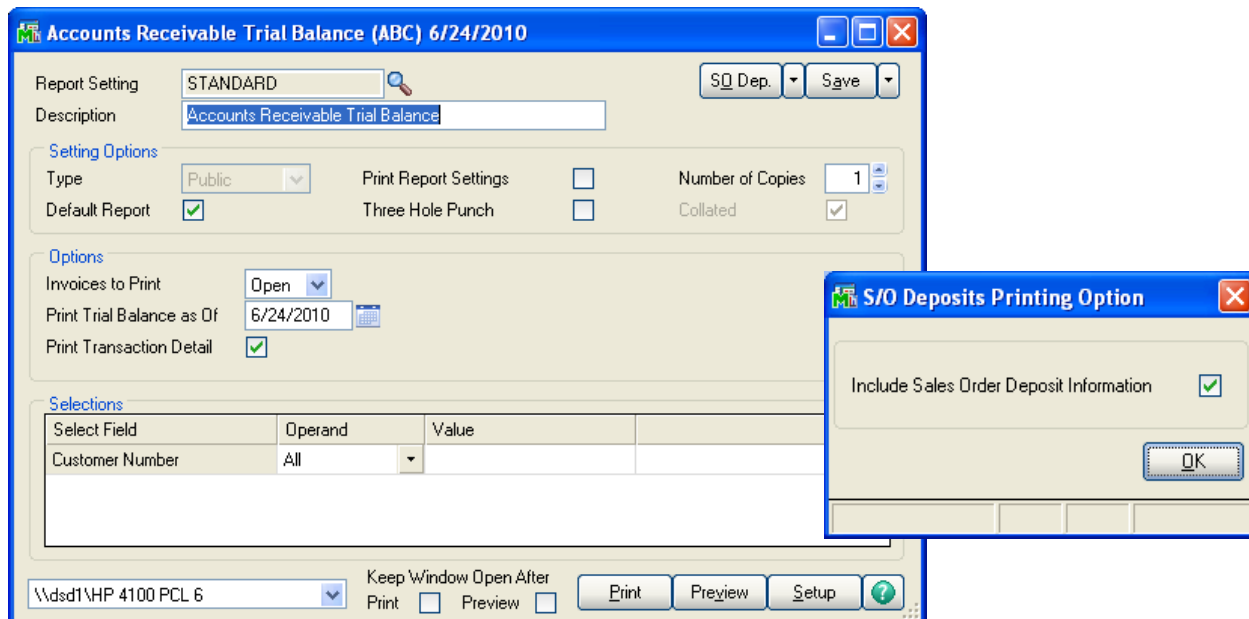 Accounts Receivable Trial Balance (ABC) 6/24/2010
Report Setting STANDARD SO Dep. Save
Description Accounts Receivable Trial Balance
Setting Options
Type Public Print Report Settings Number of Copies 1
Default Report Three Hole Punch Collated
Options
Invoices to Print Open
Print Trial Balance as Of 6/24/2010
Print Transaction Detail
Selections
Select Field Operand Value
Customer Number All
\\dsd1\HP 4100 PCL 6 Keep Window Open After
Print Preview Print Preview Setup
S/O Deposits Printing Option
Include Sales Order Deposit Information
OK